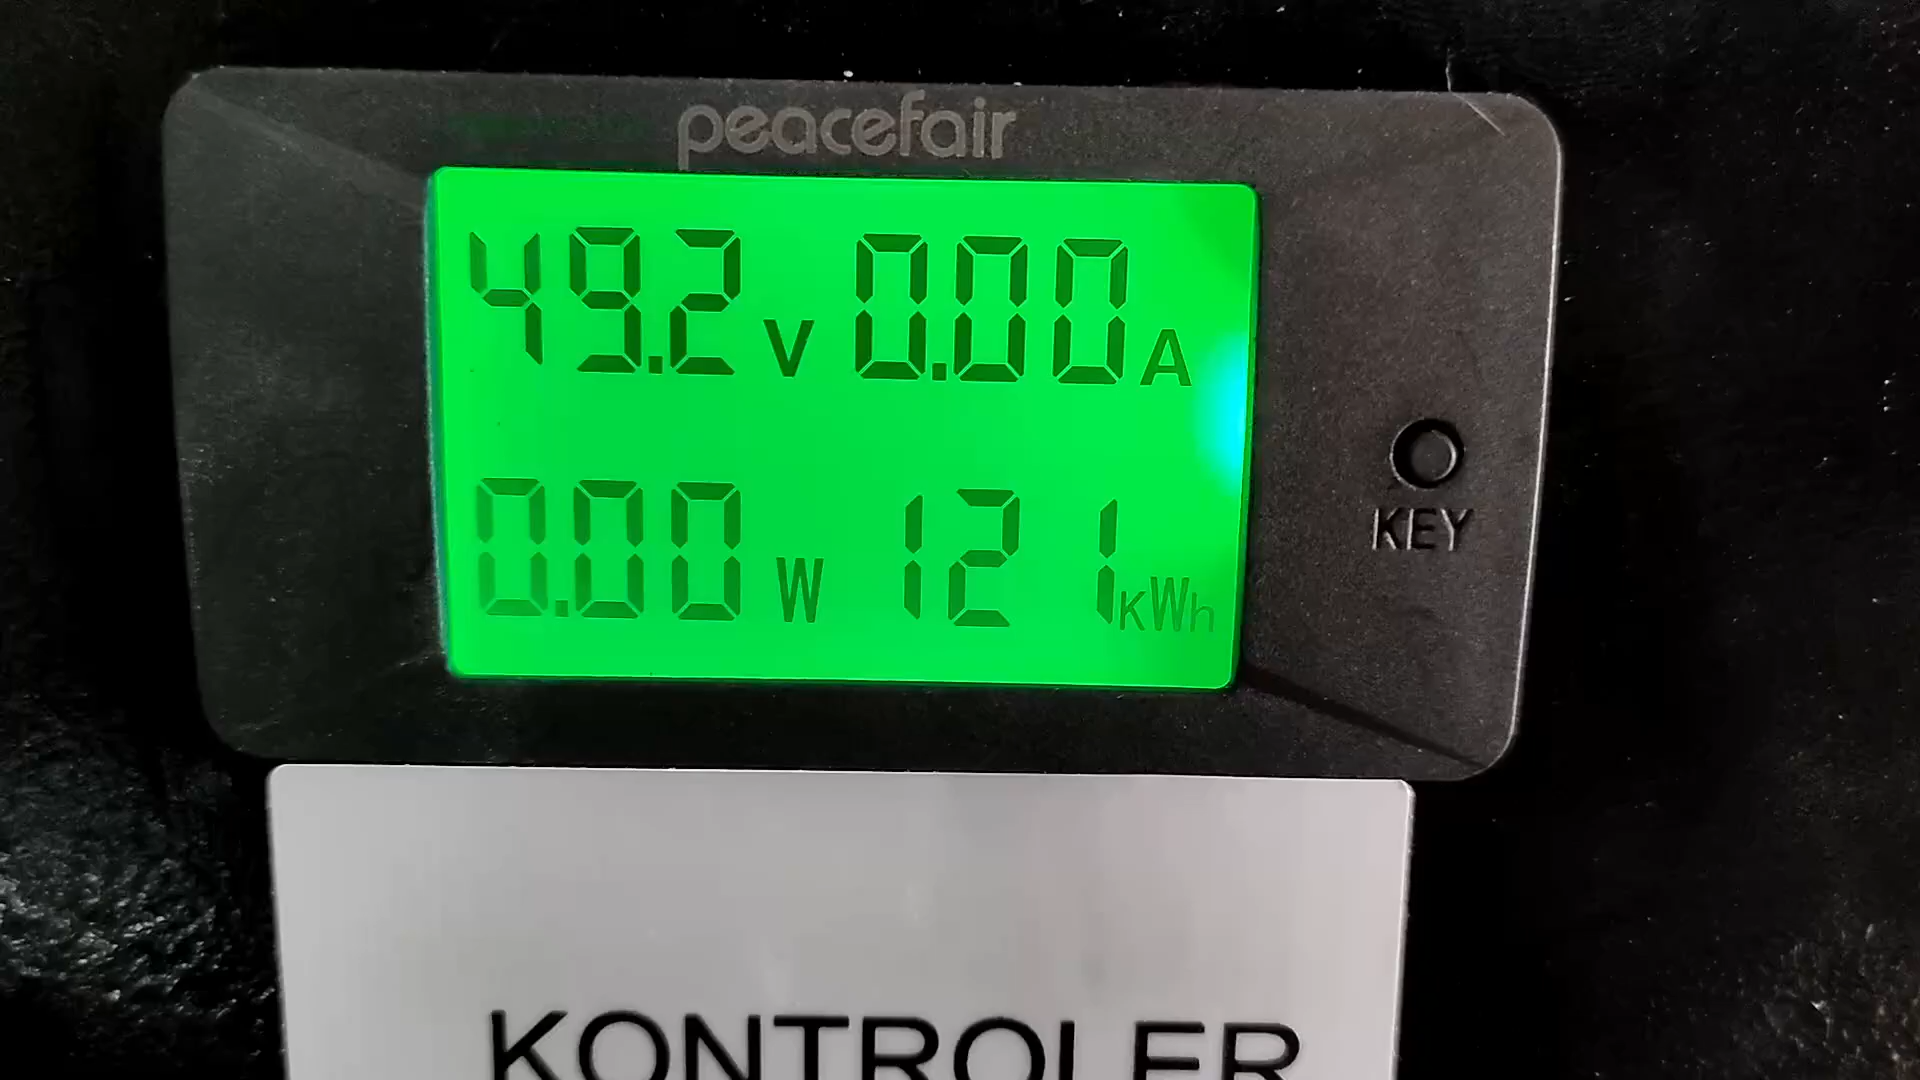 peacefair
49.2 V 0.00 A
0.00 W 121 kWh
KEY
KONTROLER